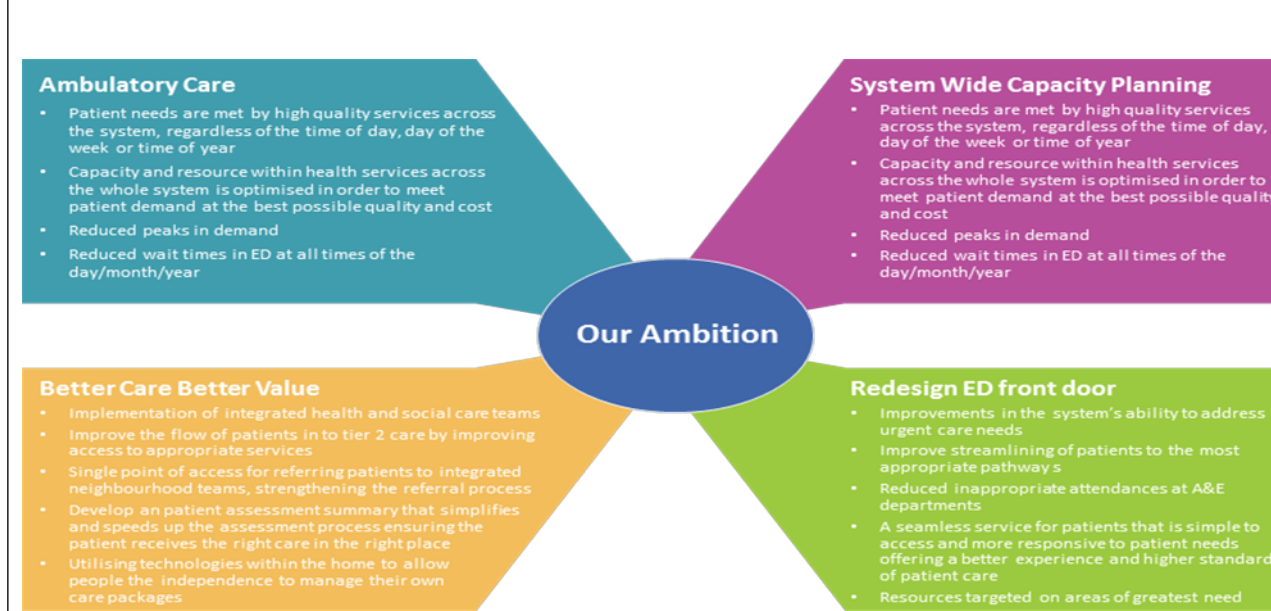 Ambulatory Care
• Patient needs are met by high quality services across
the system, regardless of the time of day, day of the
week or time of year
• Capacity and resource within health services across
the whole system is optimised in order to meet
patient demand at the best possible quality and cost
• Reduced peaks in demand
• Reduced wait times in ED at all times of the
day/month/year
System Wide Capacity Planning
• Patient needs are met by high quality services
across the system, regardless of the time of day,
day of the week or time of year
• Capacity and resource within health services
across the whole system is optimised in order to
meet patient demand at the best possible quality
and cost
• Reduced peaks in demand
• Reduced wait times in ED at all times of the
day/month/year
Our Ambition
Better Care Better Value
• Implementation of integrated health and social care teams
• Improve the flow of patients in to tier 2 care by improving
access to appropriate services
• Single point of access for referring patients to integrated
neighbourhood teams, strengthening the referral process
• Develop an patient assessment summary that simplifies
and speeds up the assessment process ensuring the
patient receives the right care in the right place
• Utilising technologies within the home to allow
people the independence to manage their own
care packages
Redesign ED front door
• Improvements in the system's ability to address
urgent care needs
• Improve streamlining of patients to the most
appropriate pathway s
• Reduced inappropriate attendances at A&E
departments
• A seamless service for patients that is simple to
access and more responsive to patient needs
offering a better experience and higher standard
of patient care
• Resources targeted on areas of greatest need